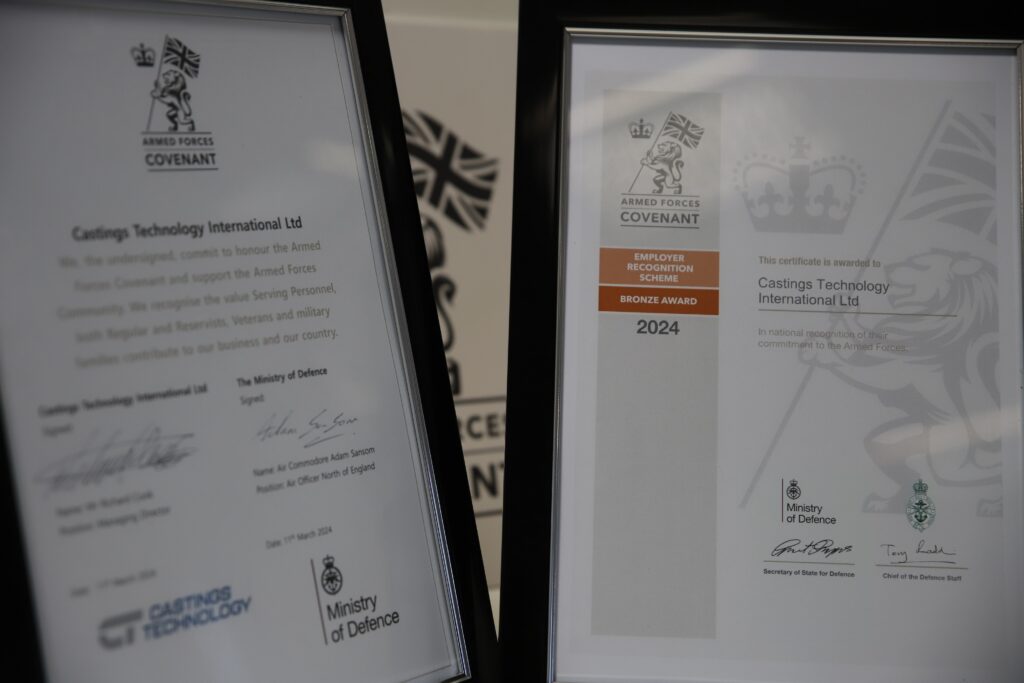 ARMED FORCES
COVENANT
Castings Technology International Ltd
We, the undersigned, commit to honour the Armed
Forces Covenant and support the Armed Forces
Community. We recognise the value Serving Personnel,
both Regular and Reservists, Veterans and military
families contribute to our business and our country.
Castings Technology International Ltd
Signed:
Name: Mr Richard Cook
Position: Managing Director
Date: 11th March 2024
The Ministry of Defence
Signed:
Adam Sansom
Name: Air Commodore Adam Sansom
Position: Air Officer North of England
Date: 11th March 2024
CT CASTINGS
TECHNOLOGY
Ministry
of Defence
CES
NT
ARMED FORCES
COVENANT
EMPLOYER
RECOGNITION
SCHEME
BRONZE AWARD
2024
This certificate is awarded to
Castings Technology
International Ltd
In national recognition of their
commitment to the Armed Forces.
Ministry
of Defence
Secretary of State for Defence
Chief of the Defence Staff